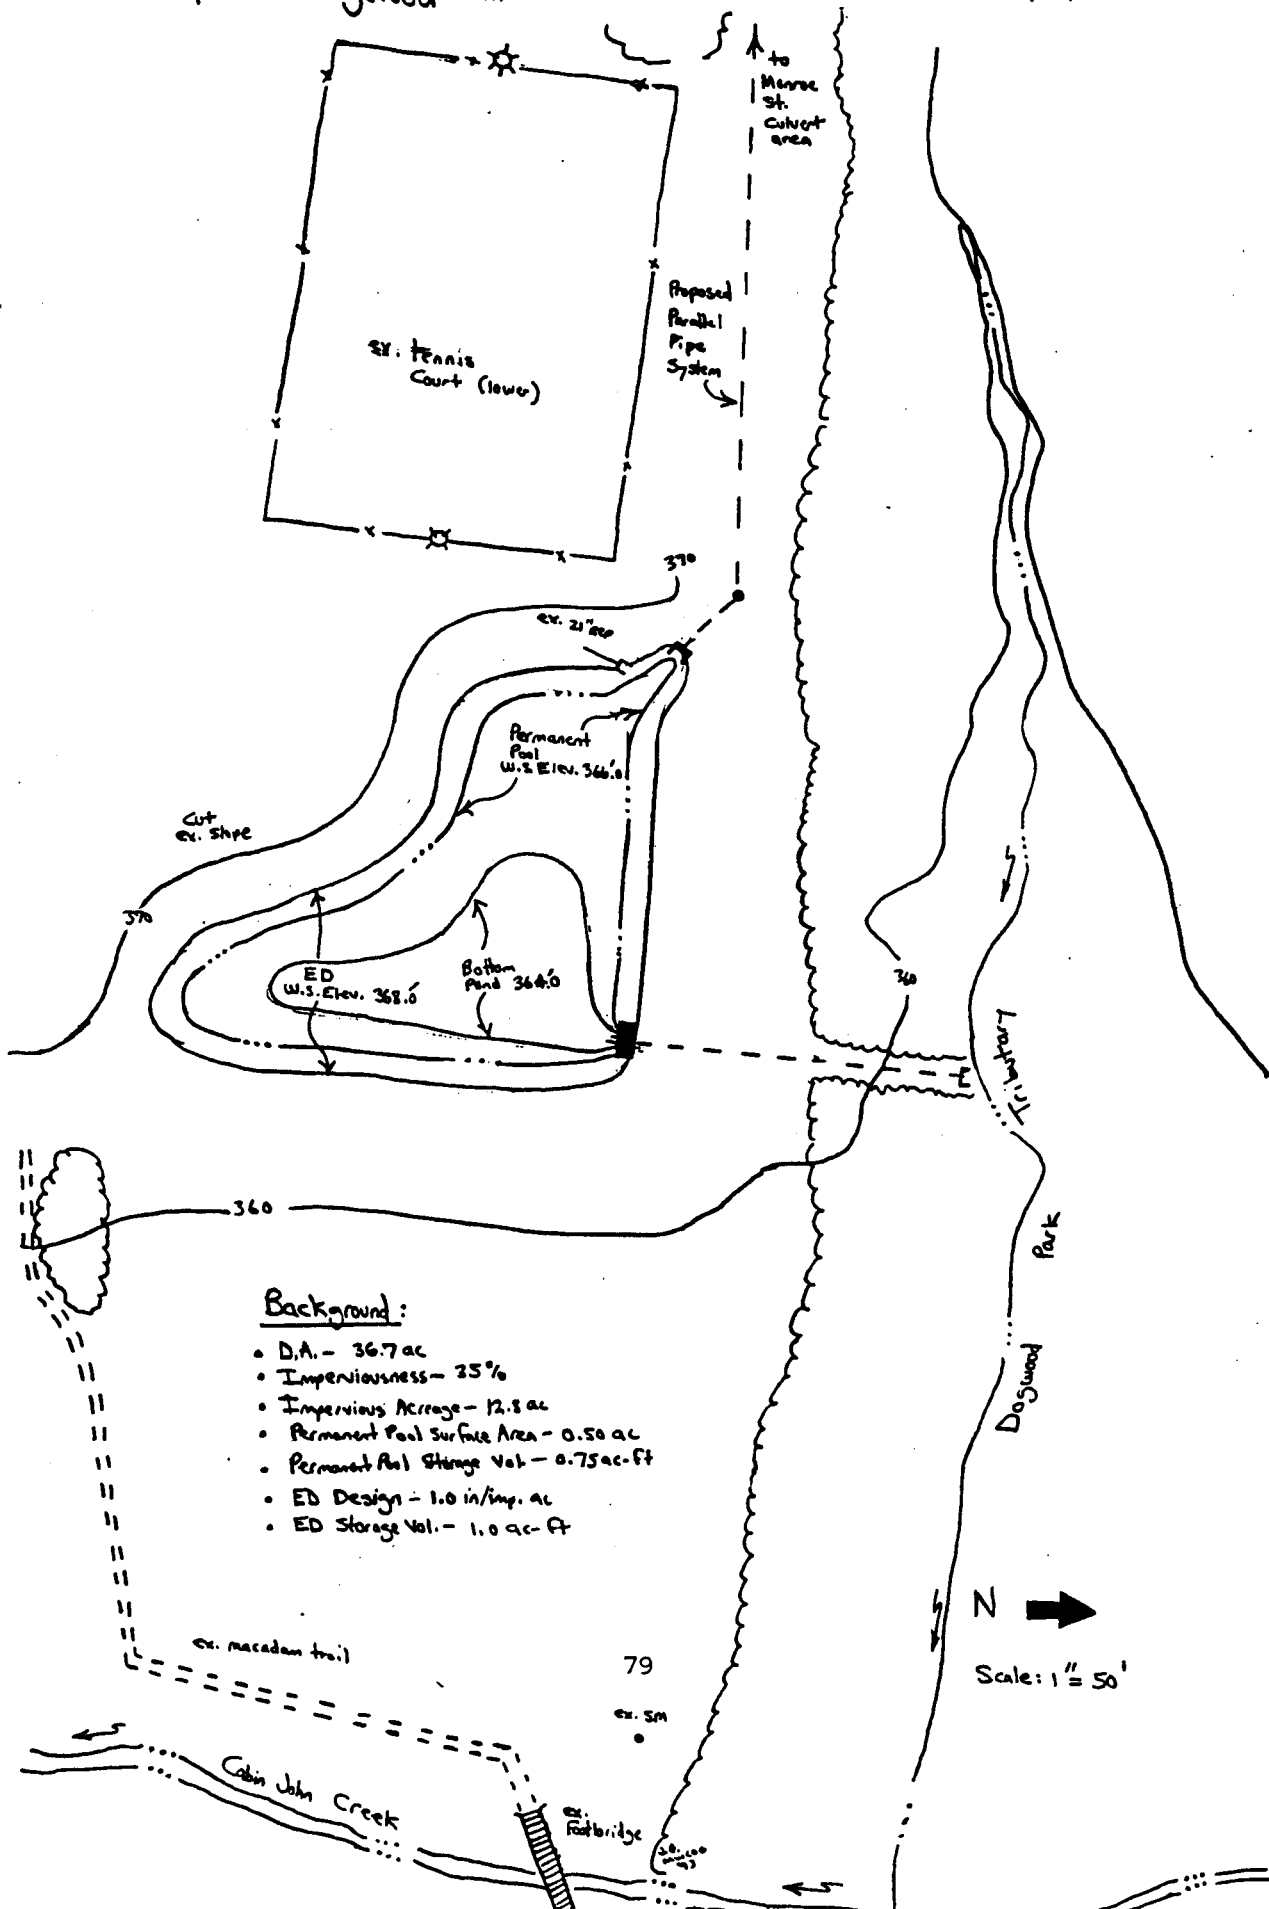 to
Monroe
St.
Culvert
area
Proposed
Parallel
Pipe
System
ex. tennis
Court (lower)
370
ex. 21" RCP
Permanent
Pool
W.S. Elev. 366.0'
Cut
ex. slope
370
ED
W.S. Elev. 368.0'
Bottom
Pond 364.0'
360
Tributary
Park
Dogwood
360
Background:
• D.A. - 36.7 ac
• Imperviousness - 35%
• Impervious Acreage - 12.8 ac
• Permanent Pool Surface Area - 0.50 ac
• Permanent Pool Storage Vol. - 0.75 ac-ft
• ED Design - 1.0 in/imp. ac
• ED Storage Vol. - 1.0 ac-ft
N
Scale: 1" = 50'
ex. macadam trail
79
ex. SM
Cabin John Creek
ex.
Footbridge